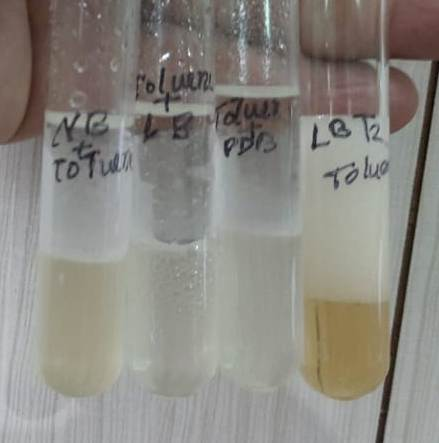 NB
+
Toluen
Toluene
+
LB
Toluen
+
PDB
LB T2
Toluen